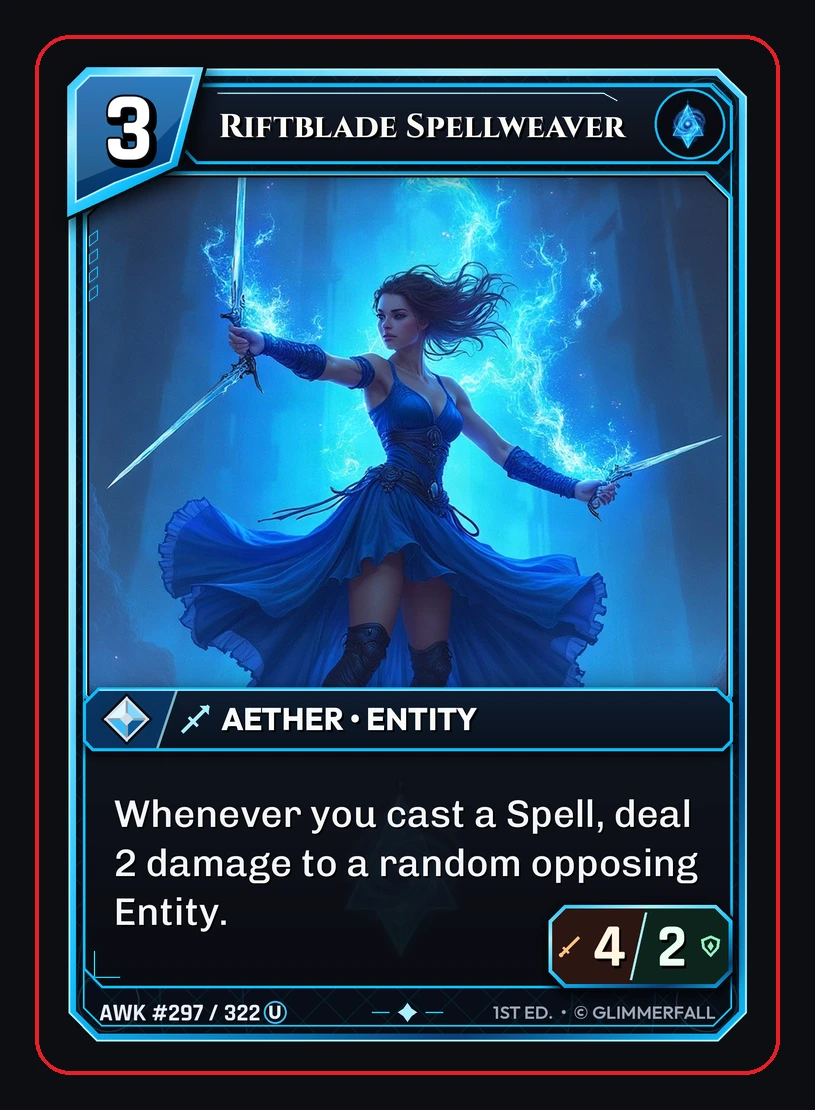 3
Riftblade Spellweaver
AETHER • ENTITY
Whenever you cast a Spell, deal
2 damage to a random opposing
Entity.
4 / 2
AWK #297 / 322 U
1ST ED. • © GLIMMERFALL